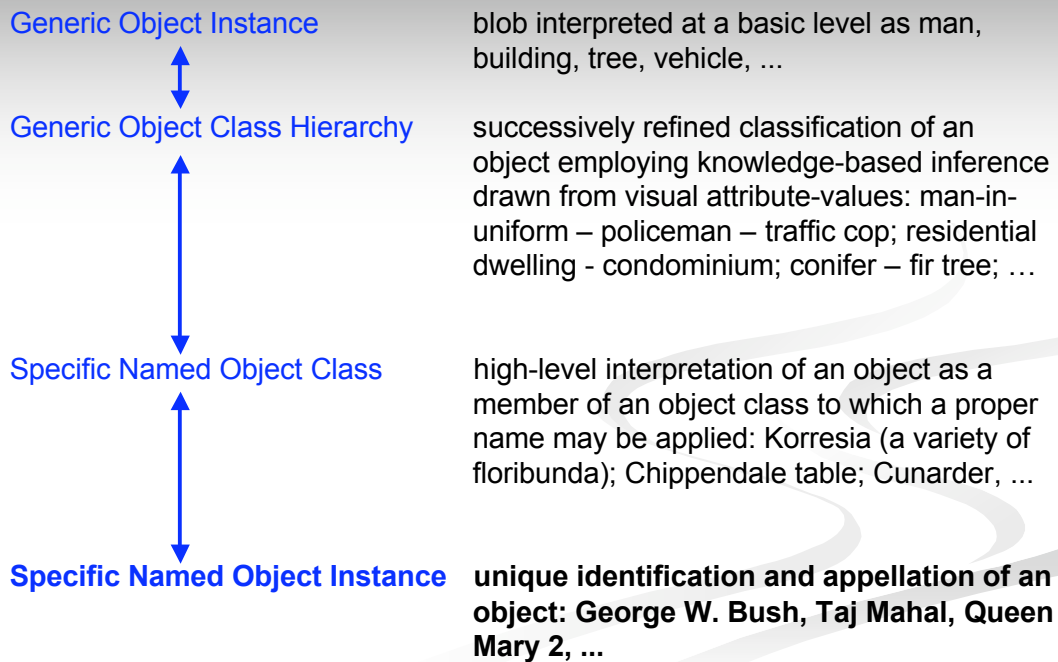 Generic Object Instance
blob interpreted at a basic level as man,
building, tree, vehicle, ...
Generic Object Class Hierarchy
successively refined classification of an
object employing knowledge-based inference
drawn from visual attribute-values: man-in-
uniform – policeman – traffic cop; residential
dwelling - condominium; conifer – fir tree; …
Specific Named Object Class
high-level interpretation of an object as a
member of an object class to which a proper
name may be applied: Korresia (a variety of
floribunda); Chippendale table; Cunarder, ...
Specific Named Object Instance
unique identification and appellation of an
object: George W. Bush, Taj Mahal, Queen
Mary 2, ...